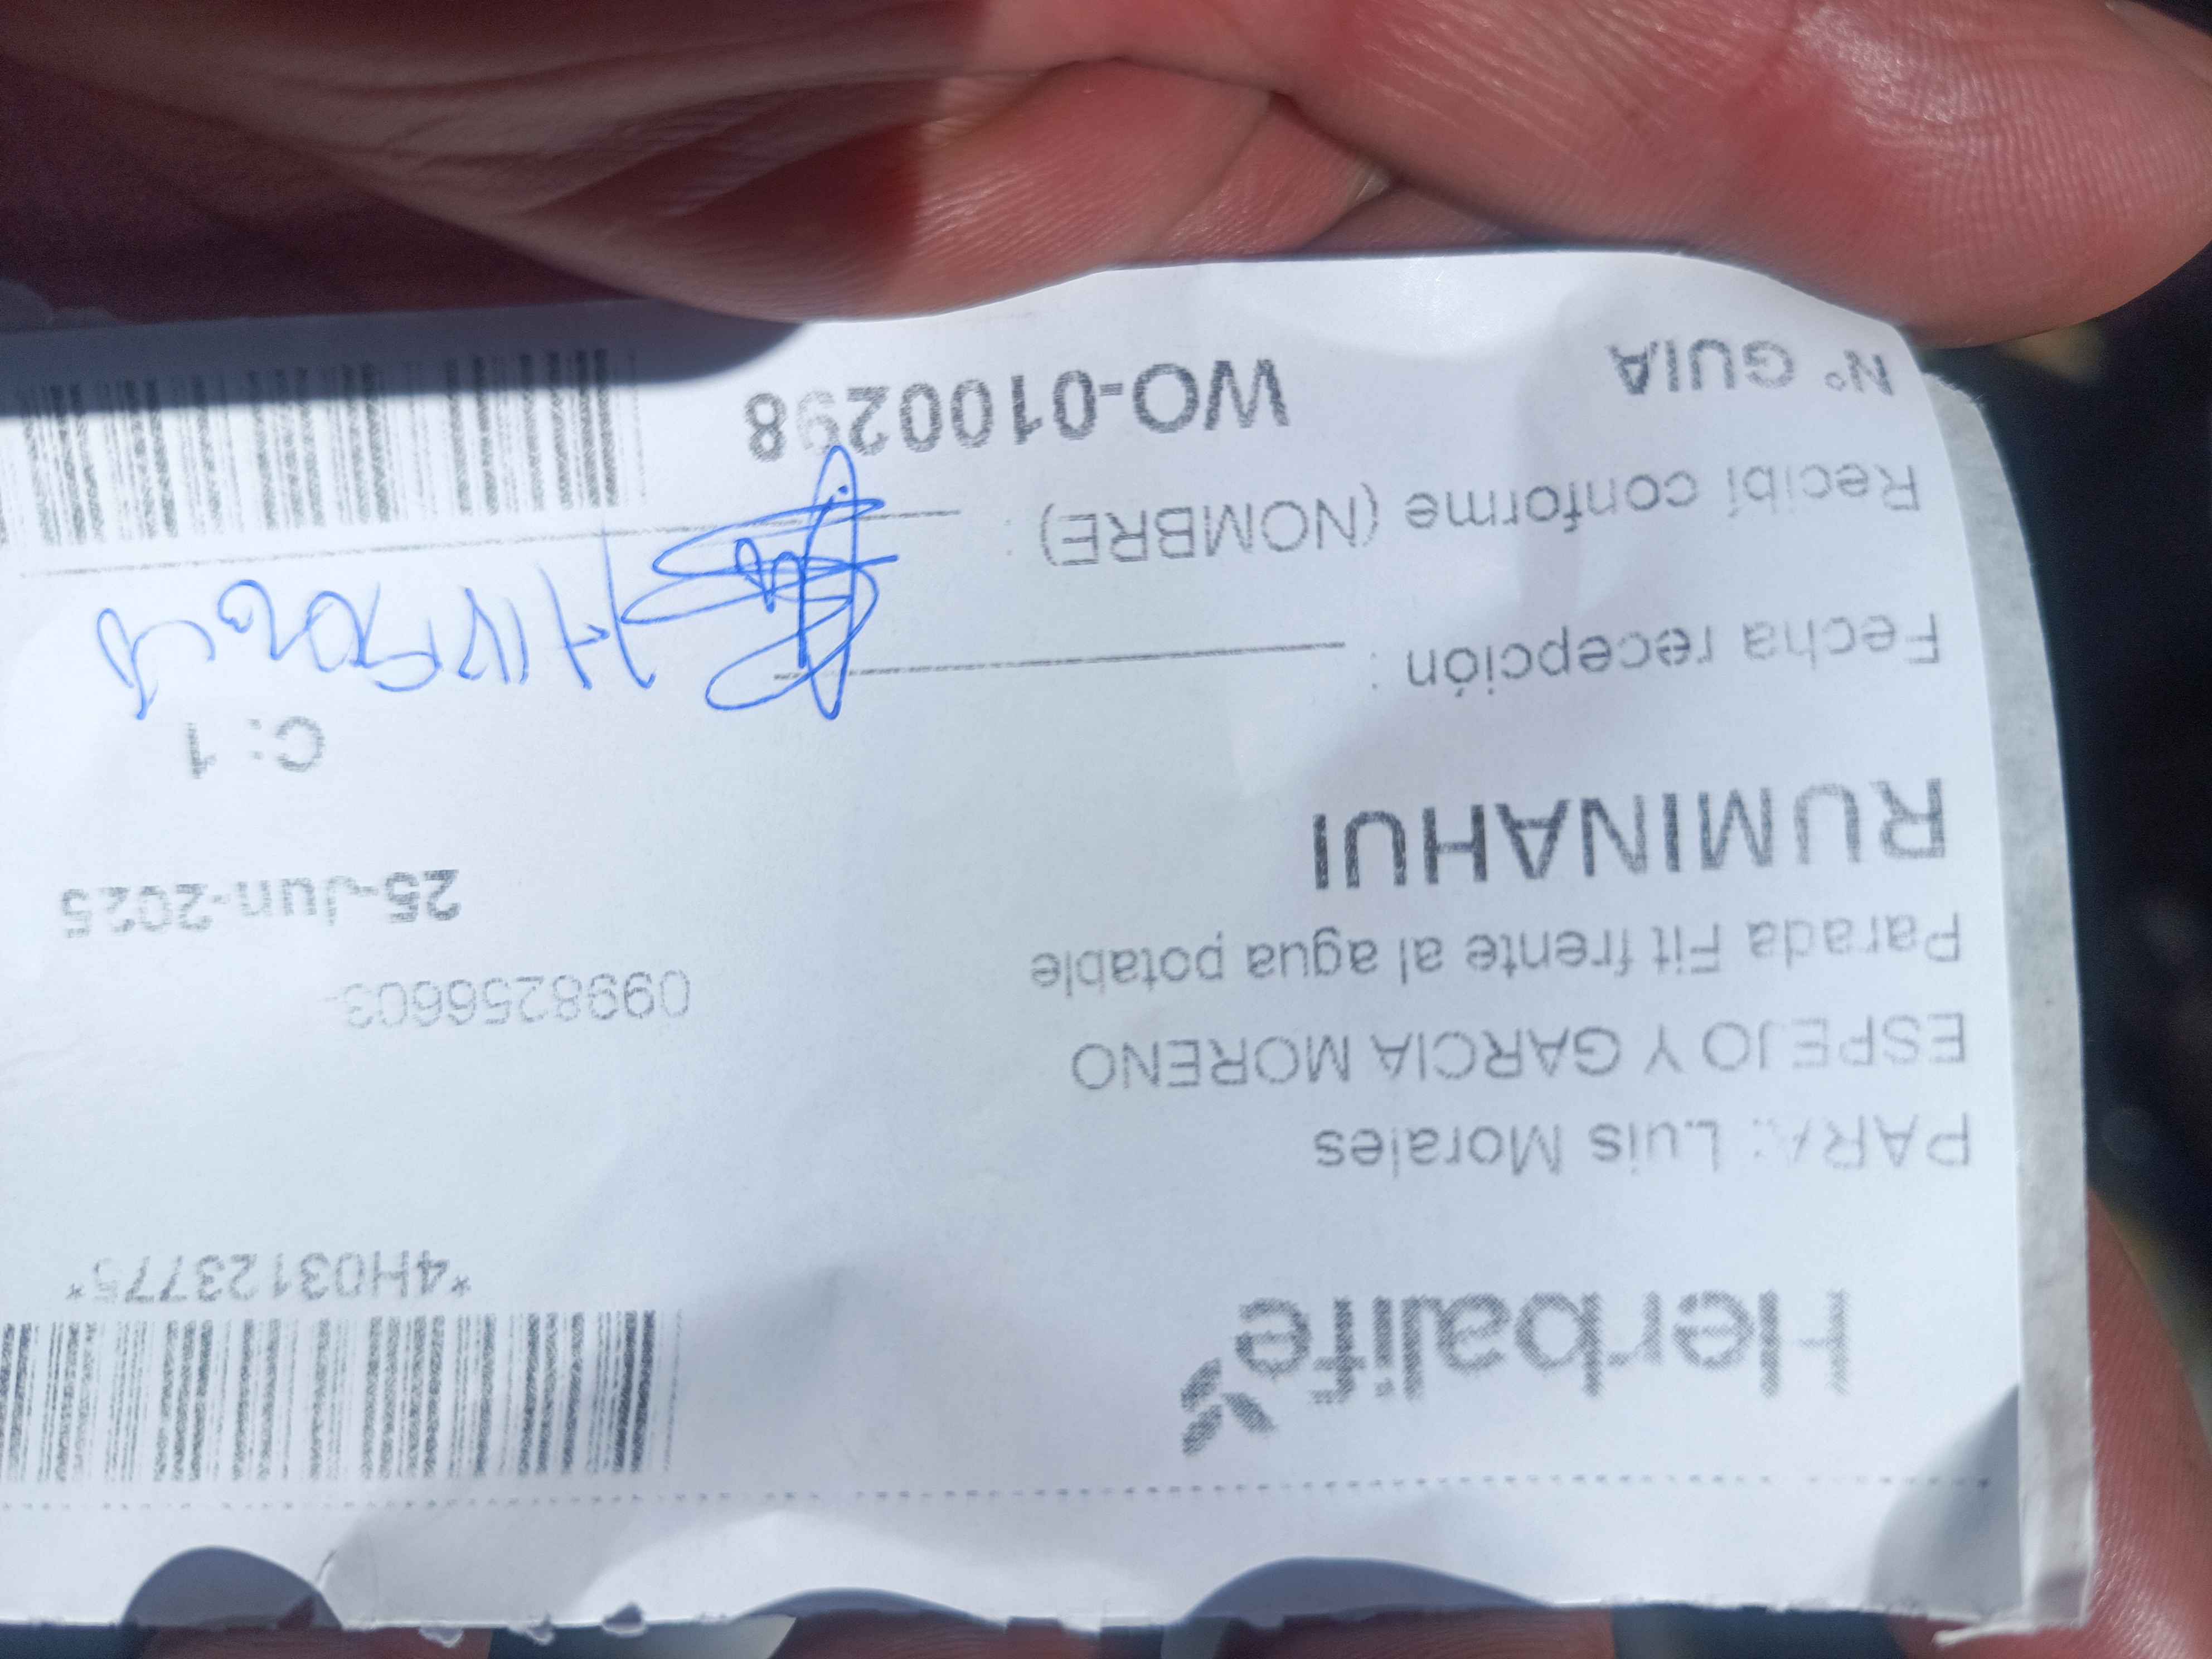 Herbalife
*4H03123775*
PARA: Luis Morales
ESPEJO Y GARCIA MORENO
0998256603
Parada Fit frente al agua potable
25-Jun-2025
RUMINAHUI
C: 1
Fecha recepción :
Recibí conforme (NOMBRE) :
N° GUIA
WO-0100298